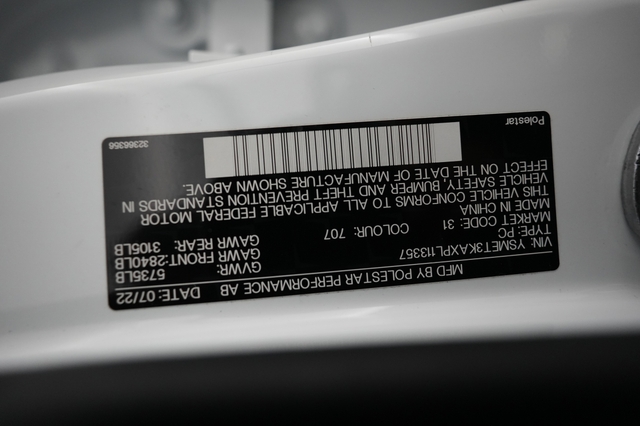 MFD BY POLESTAR PERFORMANCE AB DATE: 07/22
VIN: YSMET3KAXPL113357 GVWR: 5735LB
TYPE: PC GAWR FRONT: 2840LB
MARKET CODE: 31 COLOUR: 707 GAWR REAR: 3105LB
MADE IN CHINA
THIS VEHICLE CONFORMS TO ALL APPLICABLE FEDERAL MOTOR
VEHICLE SAFETY, BUMPER AND THEFT PREVENTION STANDARDS IN
EFFECT ON THE DATE OF MANUFACTURE SHOWN ABOVE:
Polestar 32366356